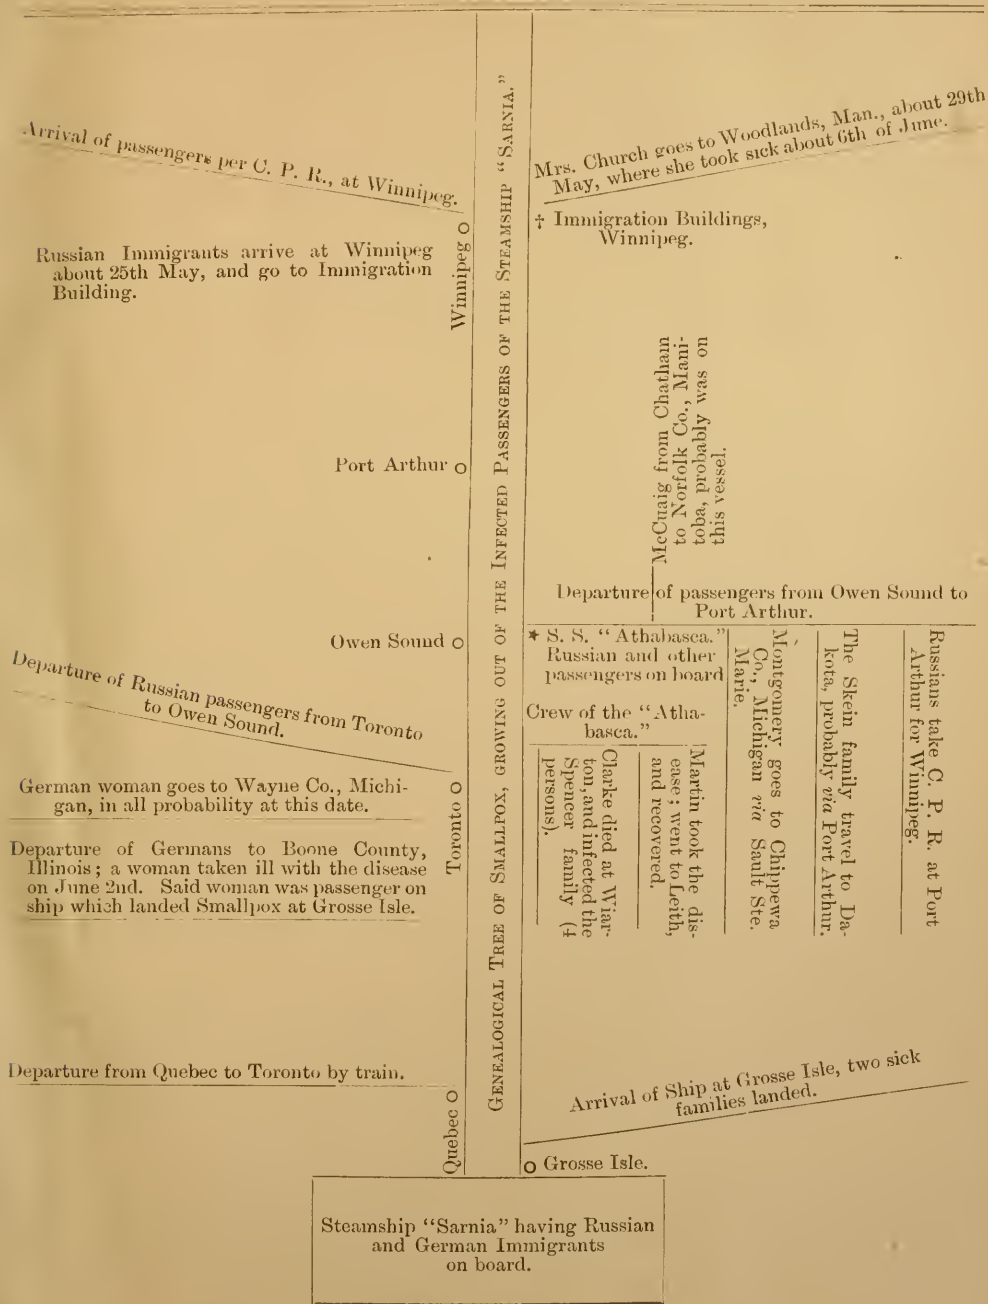 GENEALOGICAL TREE OF SMALLPOX, GROWING OUT OF THE INFECTED PASSENGERS OF THE STEAMSHIP "SARNIA."
Arrival of passengers per C. P. R., at Winnipeg.
Winnipeg
Russian Immigrants arrive at Winnipeg
about 25th May, and go to Immigration
Building.
Port Arthur
Owen Sound
Departure of Russian passengers from Toronto
to Owen Sound.
Toronto
German woman goes to Wayne Co., Michi-
gan, in all probability at this date.
Departure of Germans to Boone County,
Illinois; a woman taken ill with the disease
on June 2nd. Said woman was passenger on
ship which landed Smallpox at Grosse Isle.
Departure from Quebec to Toronto by train.
Quebec
Mrs. Church goes to Woodlands, Man., about 29th
May, where she took sick about 6th of June.
† Immigration Buildings,
Winnipeg.
McCuaig from Chatham
to Norfolk Co., Mani-
toba, probably was on
this vessel.
Departure of passengers from Owen Sound to
Port Arthur.
★ S. S. "Athabasca."
Russian and other
passengers on board
Crew of the "Atha-
basca."
Clarke died at Wiar-
ton, and infected the
Spencer family (4
persons).
Martin took the dis-
ease; went to Leith,
and recovered.
Montgomery goes to Chippewa
Co., Michigan via Sault Ste.
Marie.
The Skein family travel to Da-
kota, probably via Port Arthur.
Russians take C. P. R. at Port
Arthur for Winnipeg.
Arrival of Ship at Grosse Isle, two sick
families landed.
Grosse Isle.
Steamship "Sarnia" having Russian
and German Immigrants
on board.